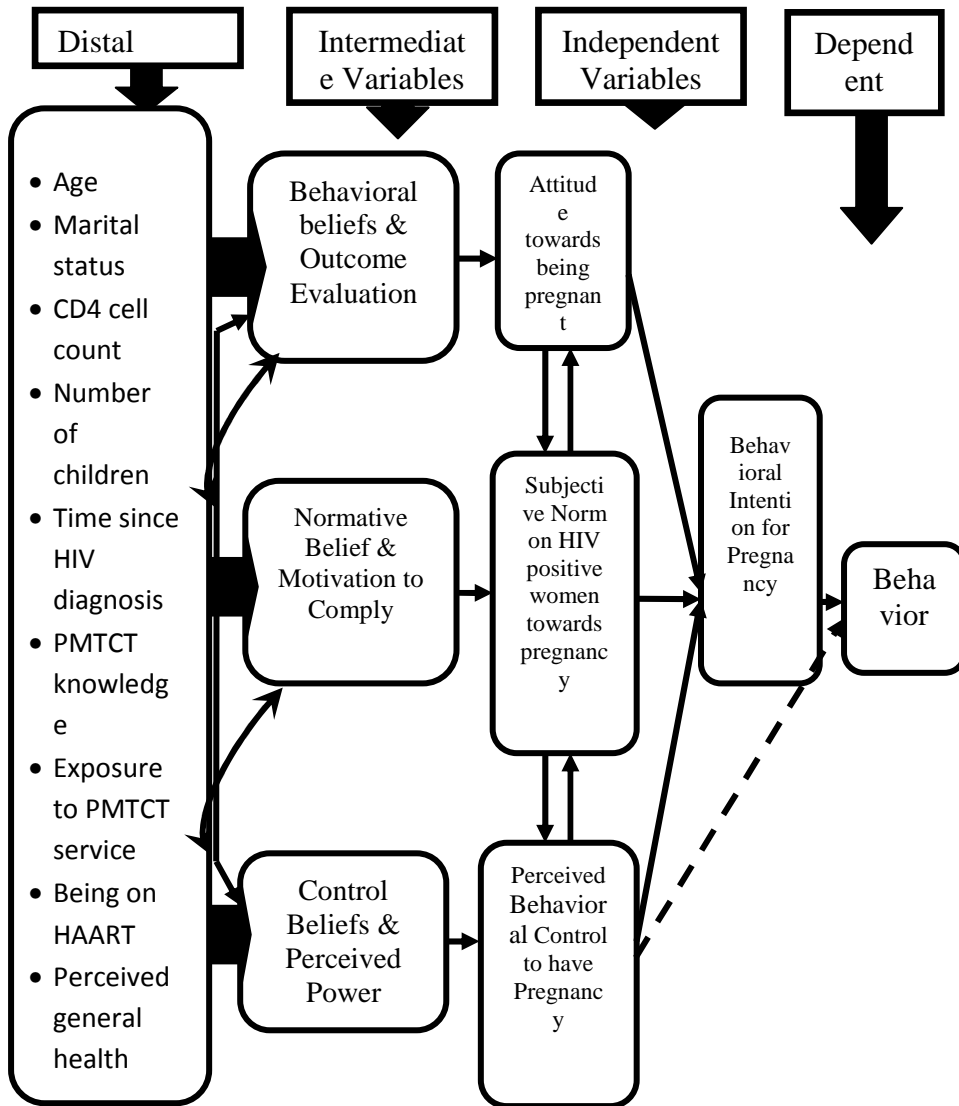 Distal
Intermediat
e Variables
Independent
Variables
Depend
ent
• Age
• Marital
status
• CD4 cell
count
• Number
of
children
• Time since
HIV
diagnosis
• PMTCT
knowledg
e
• Exposure
to PMTCT
service
• Being on
HAART
• Perceived
general
health
Behavioral
beliefs &
Outcome
Evaluation
Normative
Belief &
Motivation to
Comply
Control
Beliefs &
Perceived
Power
Attitud
e
towards
being
pregnan
t
Subjecti
ve Norm
on HIV
positive
women
towards
pregnanc
y
Perceived
Behavior
al Control
to have
Pregnanc
y
Behav
ioral
Intenti
on for
Pregna
ncy
Beha
vior